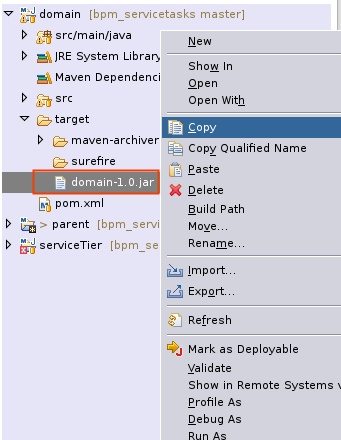 domain [bpm_servicetasks master]
src/main/java
JRE System Library
Maven Dependenci
src
target
maven-archiver
surefire
domain-1.0.jar
pom.xml
> parent [bpm_servi
serviceTier [bpm_se
New
Show In
Open
Open With
Copy
Copy Qualified Name
Paste
Delete
Build Path
Move...
Rename...
Import...
Export...
Refresh
Mark as Deployable
Validate
Show in Remote Systems v
Profile As
Debug As
Run As